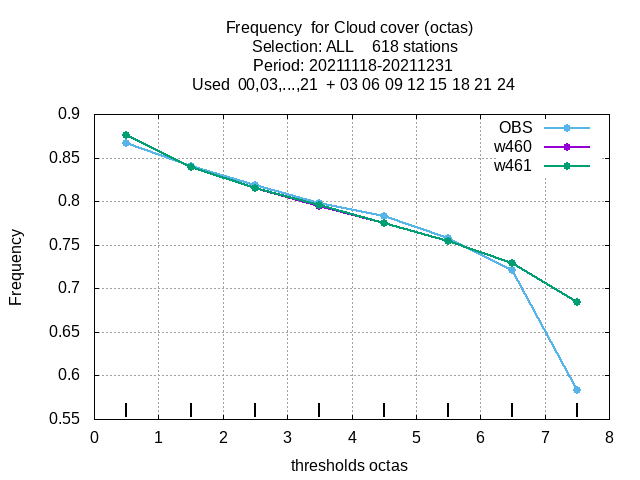 Frequency  for Cloud cover (octas)
Selection: ALL    618 stations
Period: 20211118-20211231
Used  00,03,...,21  + 03 06 09 12 15 18 21 24
OBS
w460
w461
0.9
0.85
0.8
0.75
0.7
0.65
0.6
0.55
Frequency
0 1 2 3 4 5 6 7 8
thresholds octas